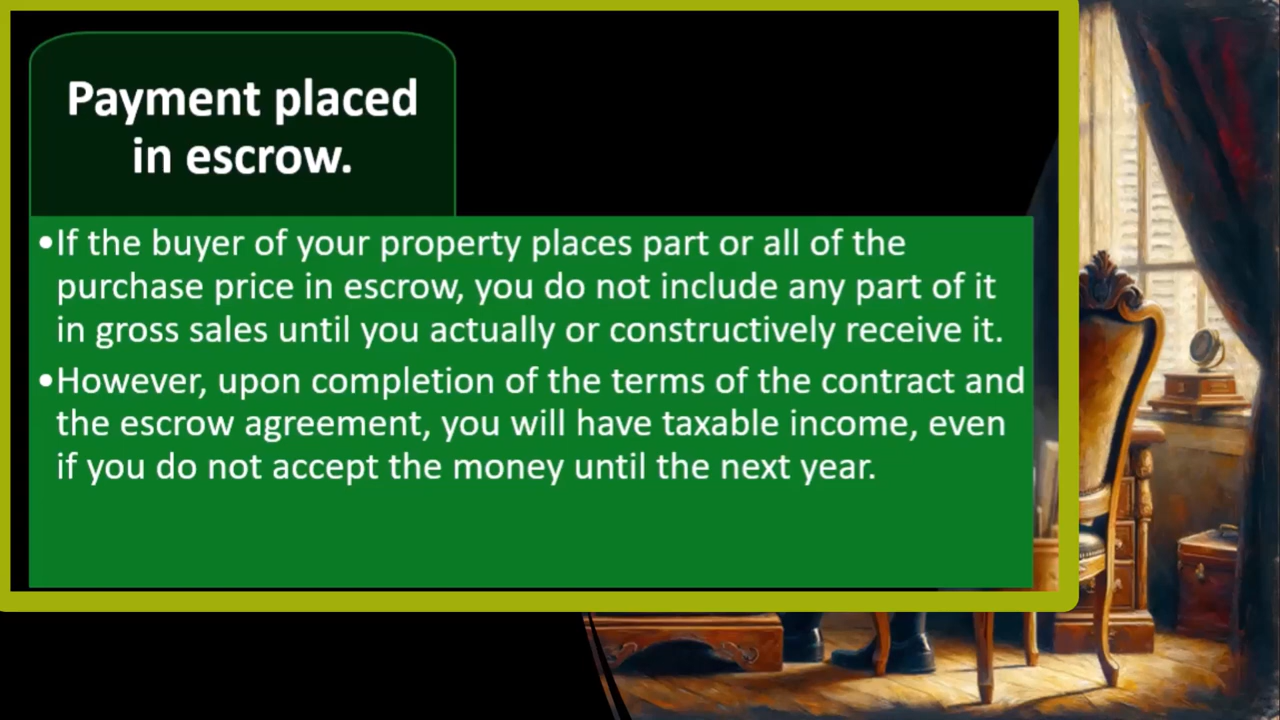 Payment placed
in escrow.
•If the buyer of your property places part or all of the
purchase price in escrow, you do not include any part of it
in gross sales until you actually or constructively receive it.
•However, upon completion of the terms of the contract and
the escrow agreement, you will have taxable income, even
if you do not accept the money until the next year.